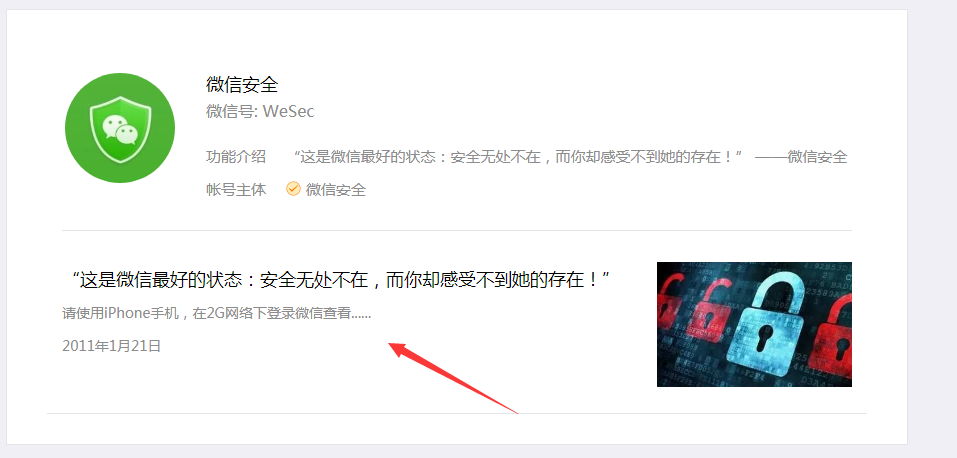 微信安全
微信号: WeSec
功能介绍 “这是微信最好的状态：安全无处不在，而你却感受不到她的存在！” ——微信安全
帐号主体 微信安全
“这是微信最好的状态：安全无处不在，而你却感受不到她的存在！”
请使用iPhone手机，在2G网络下登录微信查看......
2011年1月21日